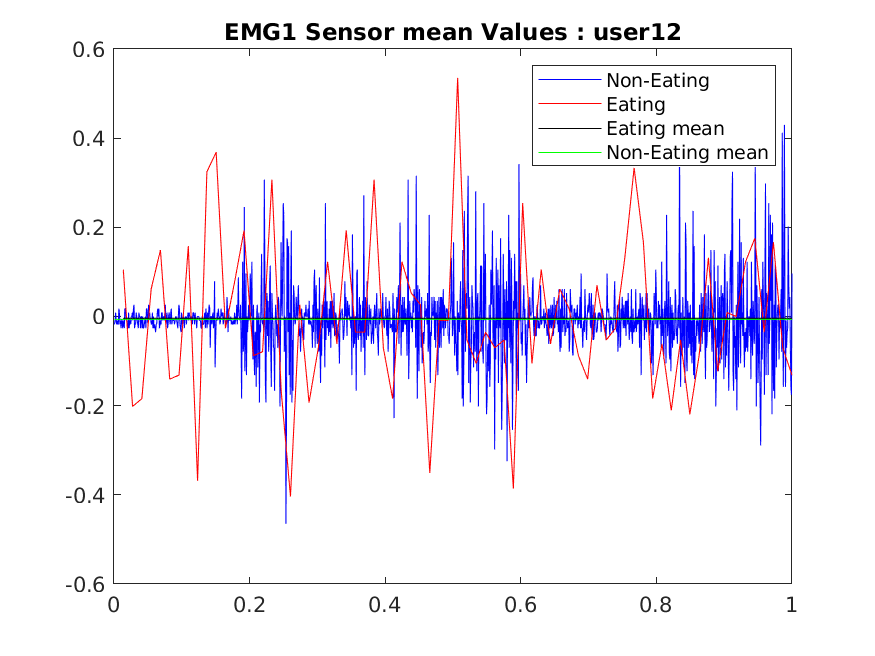 EMG1 Sensor mean Values : user12
0.6
0.4
0.2
0
-0.2
-0.4
-0.6
Non-Eating
Eating
Eating mean
Non-Eating mean
0 0.2 0.4 0.6 0.8 1